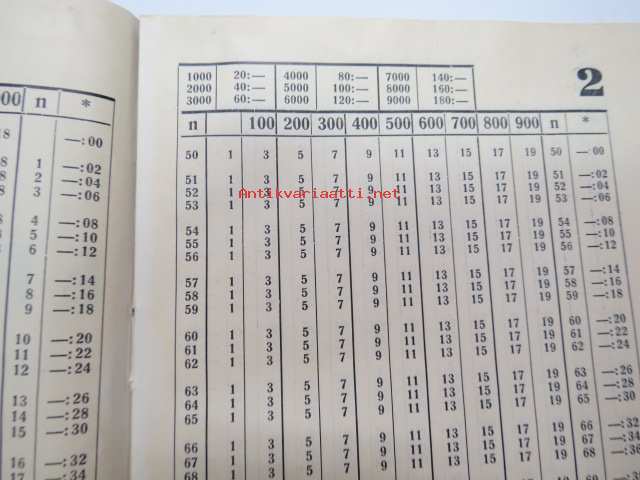 00 n *
—:00
1 —:02
2 —:04
3 —:06
4 —:08
5 —:10
6 —:12
7 —:14
8 —:16
9 —:18
10 —:20
11 —:22
12 —:24
13 —:26
14 —:28
15 —:30
16 —:32
17 —:34
2
1000 20:— 4000 80:— 7000 140:—
2000 40:— 5000 100:— 8000 160:—
3000 60:— 6000 120:— 9000 180:—
n 100 200 300 400 500 600 700 800 900 n *
50 1 3 5 7 9 11 13 15 17 19 50 —:00
51 1 3 5 7 9 11 13 15 17 19 51 —:02
52 1 3 5 7 9 11 13 15 17 19 52 —:04
53 1 3 5 7 9 11 13 15 17 19 53 —:06
Antikvariaatti.net
54 1 3 5 7 9 11 13 15 17 19 54 —:08
55 1 3 5 7 9 11 13 15 17 19 55 —:10
56 1 3 5 7 9 11 13 15 17 19 56 —:12
57 1 3 5 7 9 11 13 15 17 19 57 —:14
58 1 3 5 7 9 11 13 15 17 19 58 —:16
59 1 3 5 7 9 11 13 15 17 19 59 —:18
60 1 3 5 7 9 11 13 15 17 19 60 —:20
61 1 3 5 7 9 11 13 15 17 19 61 —:22
62 1 3 5 7 9 11 13 15 17 19 62 —:24
63 1 3 5 7 9 11 13 15 17 19 63 —:26
64 1 3 5 7 9 11 13 15 17 19 64 —:28
65 1 3 5 7 9 11 13 15 17 19 65 —:30
66 1 3 5 7 9 11 13 15 17 19 66 —:32
67 1 3 5 7 9 11 13 15 17 19 67 —:34
68 1 3 5 7 9 11 13 15 17 19 68 —:36